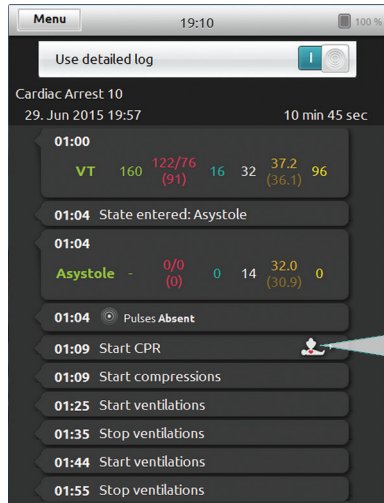 Menu 19:10 100 %
Use detailed log I
Cardiac Arrest 10
29. Jun 2015 19:57 10 min 45 sec
01:00
VT 160 122/76 (91) 16 32 37.2 (36.1) 96
01:04 State entered: Asystole
01:04
Asystole - 0/0 (0) 0 14 32.0 (30.9) 0
01:04 Pulses Absent
01:09 Start CPR
01:09 Start compressions
01:25 Start ventilations
01:35 Stop ventilations
01:44 Start ventilations
01:55 Stop ventilations